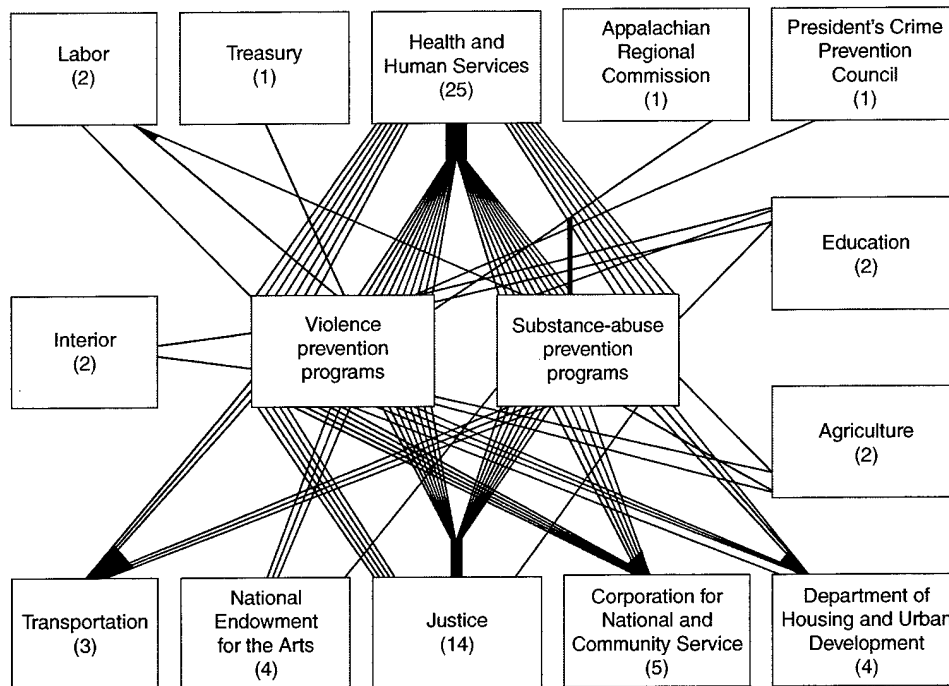 Labor
(2)
Treasury
(1)
Health and
Human Services
(25)
Appalachian
Regional
Commission
(1)
President's Crime
Prevention
Council
(1)
Education
(2)
Interior
(2)
Violence
prevention
programs
Substance-abuse
prevention
programs
Agriculture
(2)
Transportation
(3)
National
Endowment
for the Arts
(4)
Justice
(14)
Corporation for
National and
Community Service
(5)
Department of
Housing and Urban
Development
(4)